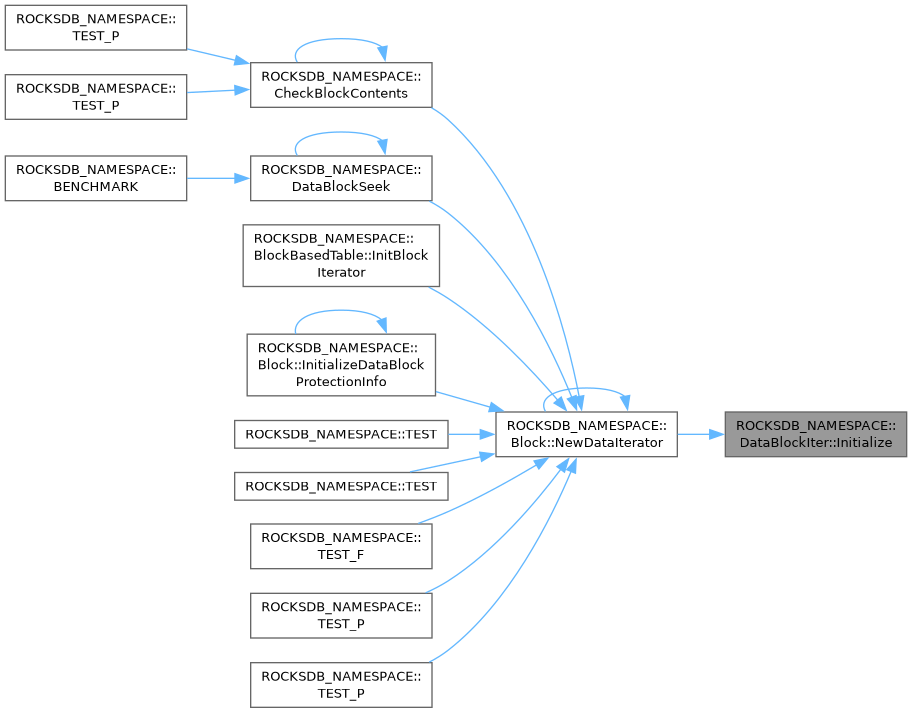 ROCKSDB_NAMESPACE::
TEST_P
ROCKSDB_NAMESPACE::
TEST_P
ROCKSDB_NAMESPACE::
BENCHMARK
ROCKSDB_NAMESPACE::
CheckBlockContents
ROCKSDB_NAMESPACE::
DataBlockSeek
ROCKSDB_NAMESPACE::
BlockBasedTable::InitBlock
Iterator
ROCKSDB_NAMESPACE::
Block::InitializeDataBlock
ProtectionInfo
ROCKSDB_NAMESPACE::TEST
ROCKSDB_NAMESPACE::TEST
ROCKSDB_NAMESPACE::
TEST_F
ROCKSDB_NAMESPACE::
TEST_P
ROCKSDB_NAMESPACE::
TEST_P
ROCKSDB_NAMESPACE::
Block::NewDataIterator
ROCKSDB_NAMESPACE::
DataBlockIter::Initialize